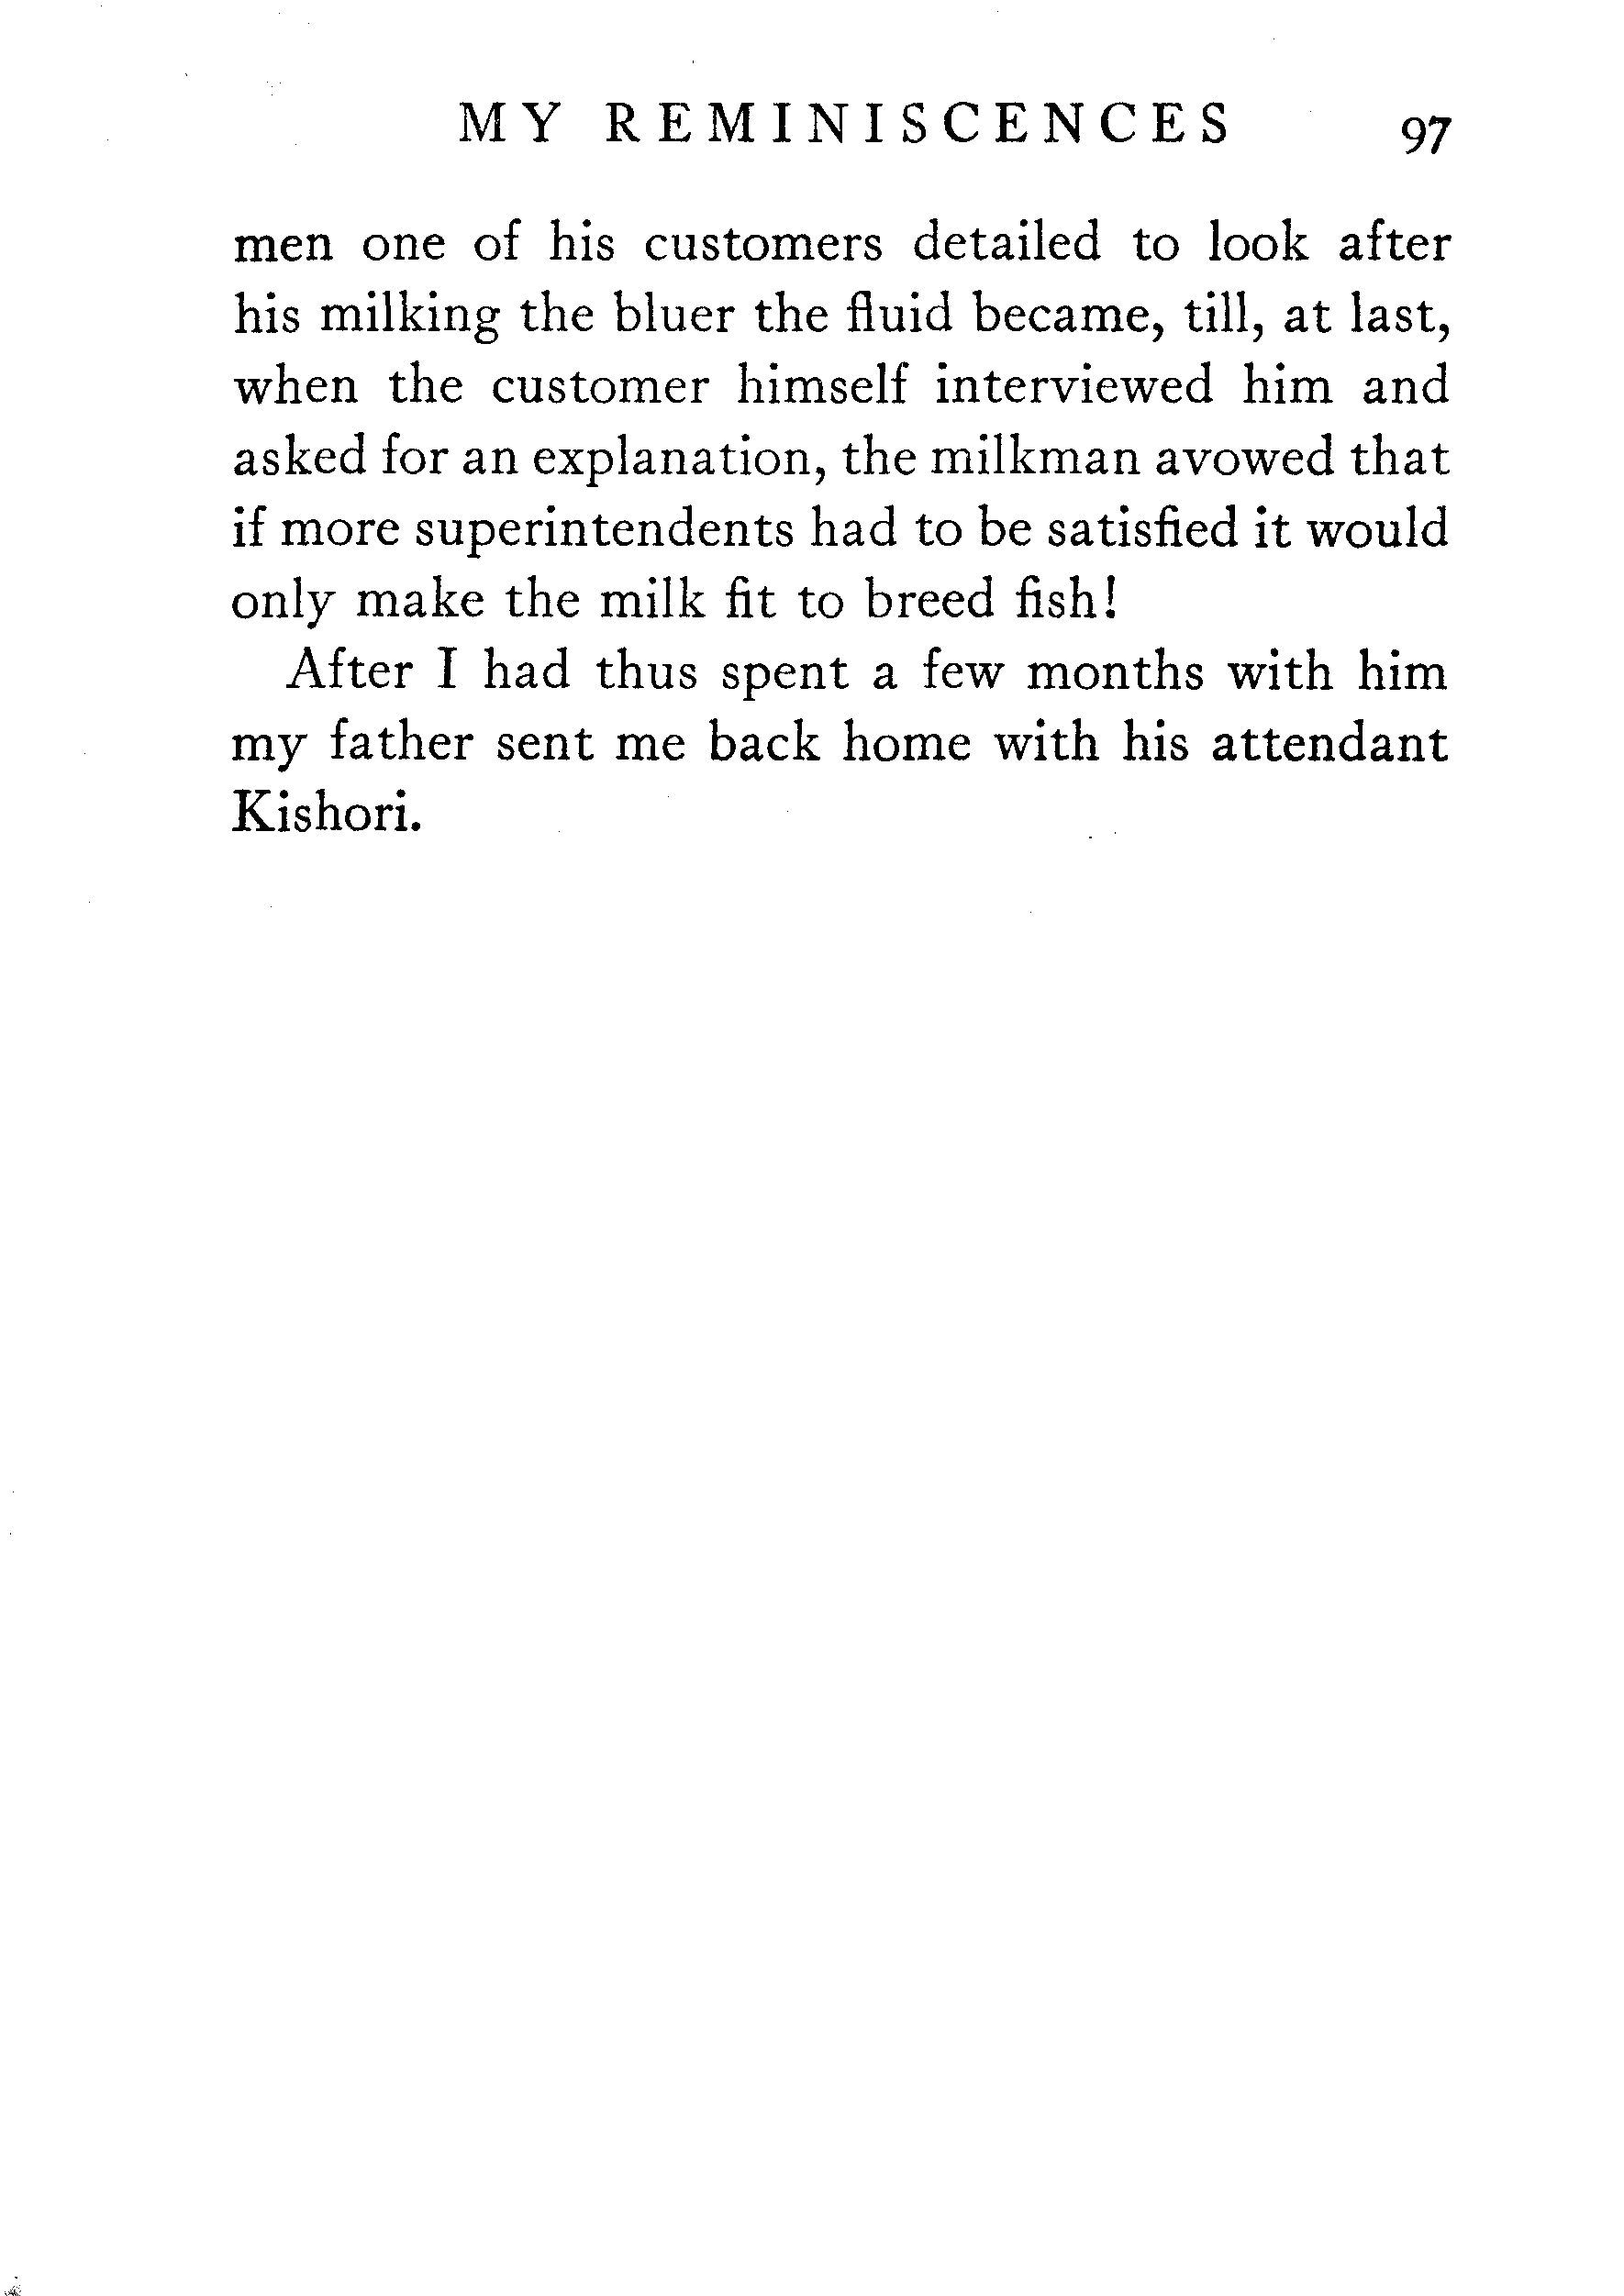 MY REMINISCENCES 97
men one of his customers detailed to look after
his milking the bluer the fluid became, till, at last,
when the customer himself interviewed him and
asked for an explanation, the milkman avowed that
if more superintendents had to be satisfied it would
only make the milk fit to breed fish!
After I had thus spent a few months with him
my father sent me back home with his attendant
Kishori.